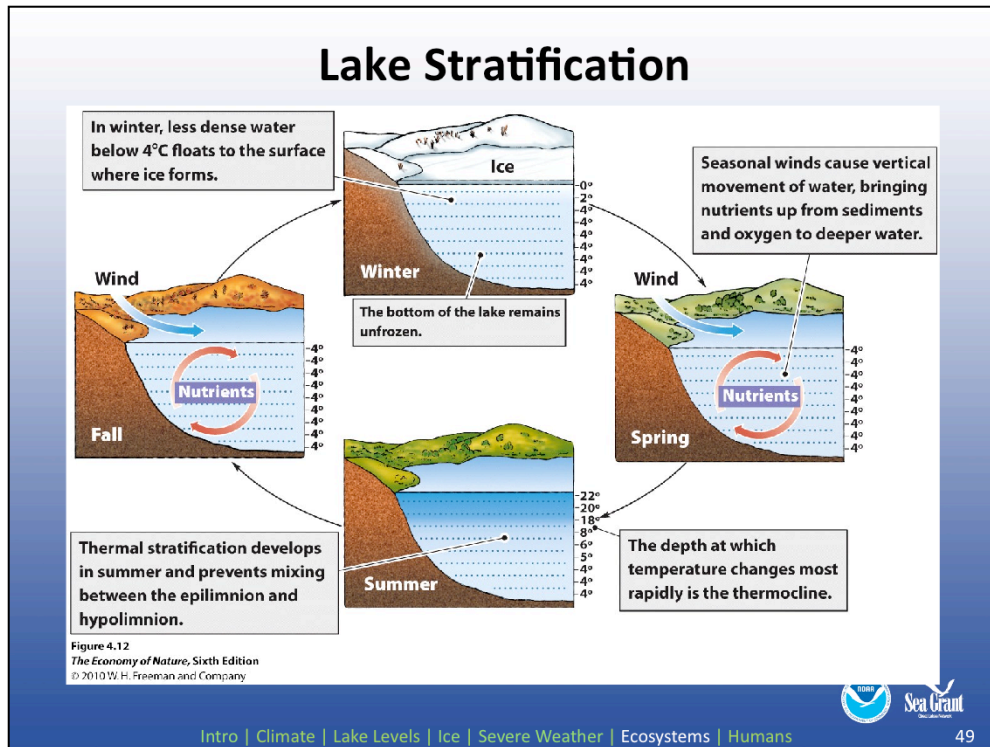 Lake Stratification
In winter, less dense water
below 4°C floats to the surface
where ice forms.
Ice
0°
2°
4°
4°
4°
4°
4°
4°
Winter
The bottom of the lake remains
unfrozen.
Seasonal winds cause vertical
movement of water, bringing
nutrients up from sediments
and oxygen to deeper water.
Wind
Nutrients
Fall
4°
4°
4°
4°
4°
4°
4°
4°
4°
Wind
Nutrients
Spring
4°
4°
4°
4°
4°
4°
4°
4°
4°
Summer
22°
20°
18°
8°
6°
5°
4°
4°
4°
Thermal stratification develops
in summer and prevents mixing
between the epilimnion and
hypolimnion.
The depth at which
temperature changes most
rapidly is the thermocline.
Figure 4.12
The Economy of Nature, Sixth Edition
© 2010 W. H. Freeman and Company
NOAA
Sea Grant
Great Lakes Network
Intro | Climate | Lake Levels | Ice | Severe Weather | Ecosystems | Humans
49